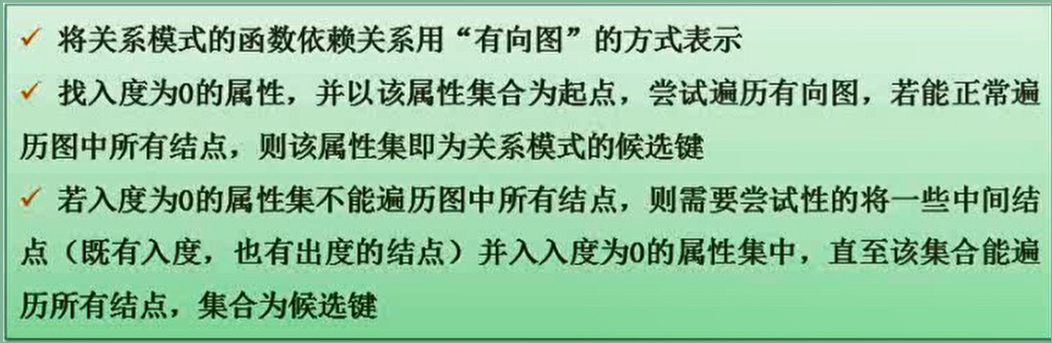 ✓ 将关系模式的函数依赖关系用“有向图”的方式表示
✓ 找入度为0的属性，并以该属性集合为起点，尝试遍历有向图，若能正常遍
历图中所有结点，则该属性集即为关系模式的候选键
✓ 若入度为0的属性集不能遍历图中所有结点，则需要尝试性的将一些中间结
点（既有入度，也有出度的结点）并入入度为0的属性集中，直至该集合能遍
历所有结点，集合为候选键